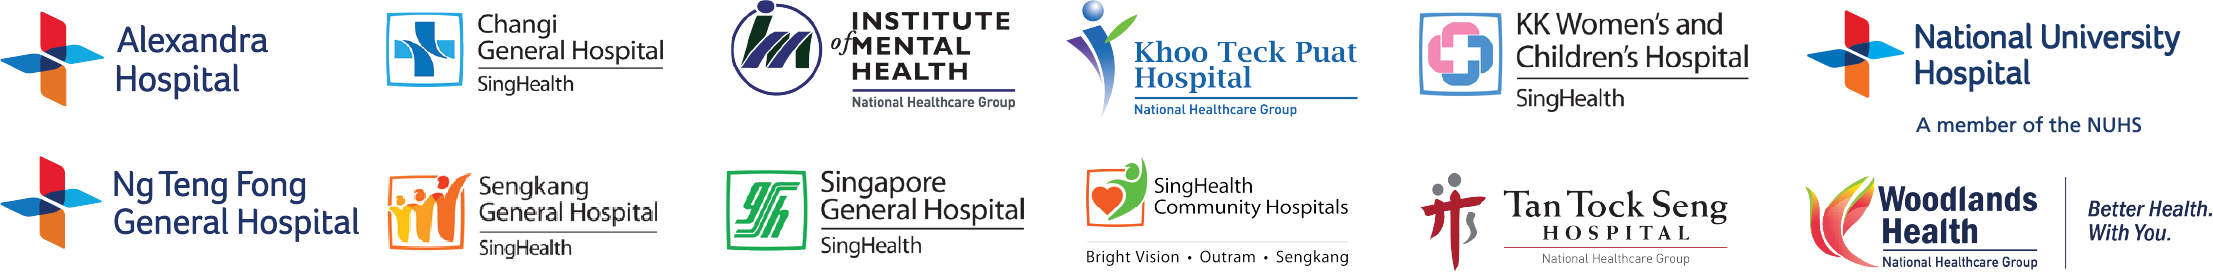 Alexandra
Hospital
Changi
General Hospital
SingHealth
INSTITUTE
of MENTAL
HEALTH
National Healthcare Group
Khoo Teck Puat
Hospital
National Healthcare Group
KK Women's and
Children's Hospital
SingHealth
National University
Hospital
A member of the NUHS
Ng Teng Fong
General Hospital
Sengkang
General Hospital
SingHealth
Singapore
General Hospital
SingHealth
SingHealth
Community Hospitals
Bright Vision • Outram • Sengkang
Tan Tock Seng
HOSPITAL
National Healthcare Group
Woodlands
Health
National Healthcare Group
Better Health.
With You.